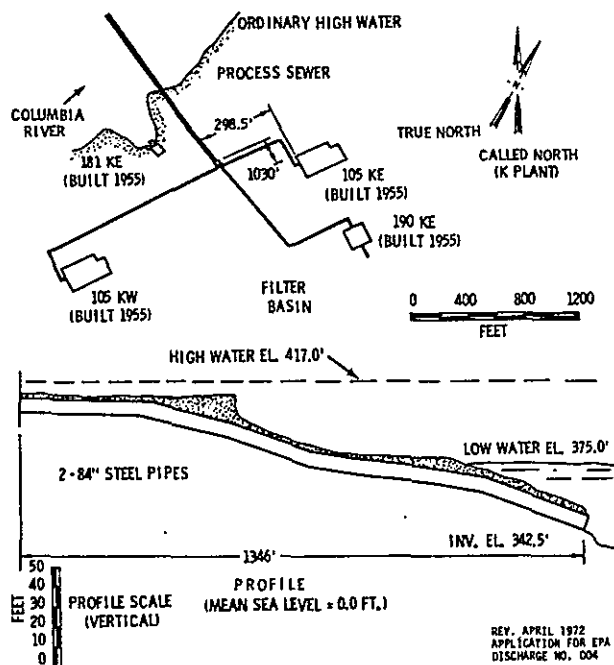 ORDINARY HIGH WATER
PROCESS SEWER
COLUMBIA
RIVER
298.5'
TRUE NORTH
CALLED NORTH
(K PLANT)
181 KE
(BUILT 1955)
1030'
105 KE
(BUILT 1955)
190 KE
(BUILT 1955)
105 KW
(BUILT 1955)
FILTER
BASIN
0 400 800 1200
FEET
HIGH WATER EL. 417.0'
LOW WATER EL. 375.0'
2-84" STEEL PIPES
INV. EL. 342.5'
1346'
50
40
30
20
10
0
FEET
PROFILE SCALE
(VERTICAL)
PROFILE
(MEAN SEA LEVEL = 0.0 FT.)
REV. APRIL 1972
APPLICATION FOR EPA
DISCHARGE NO. 004